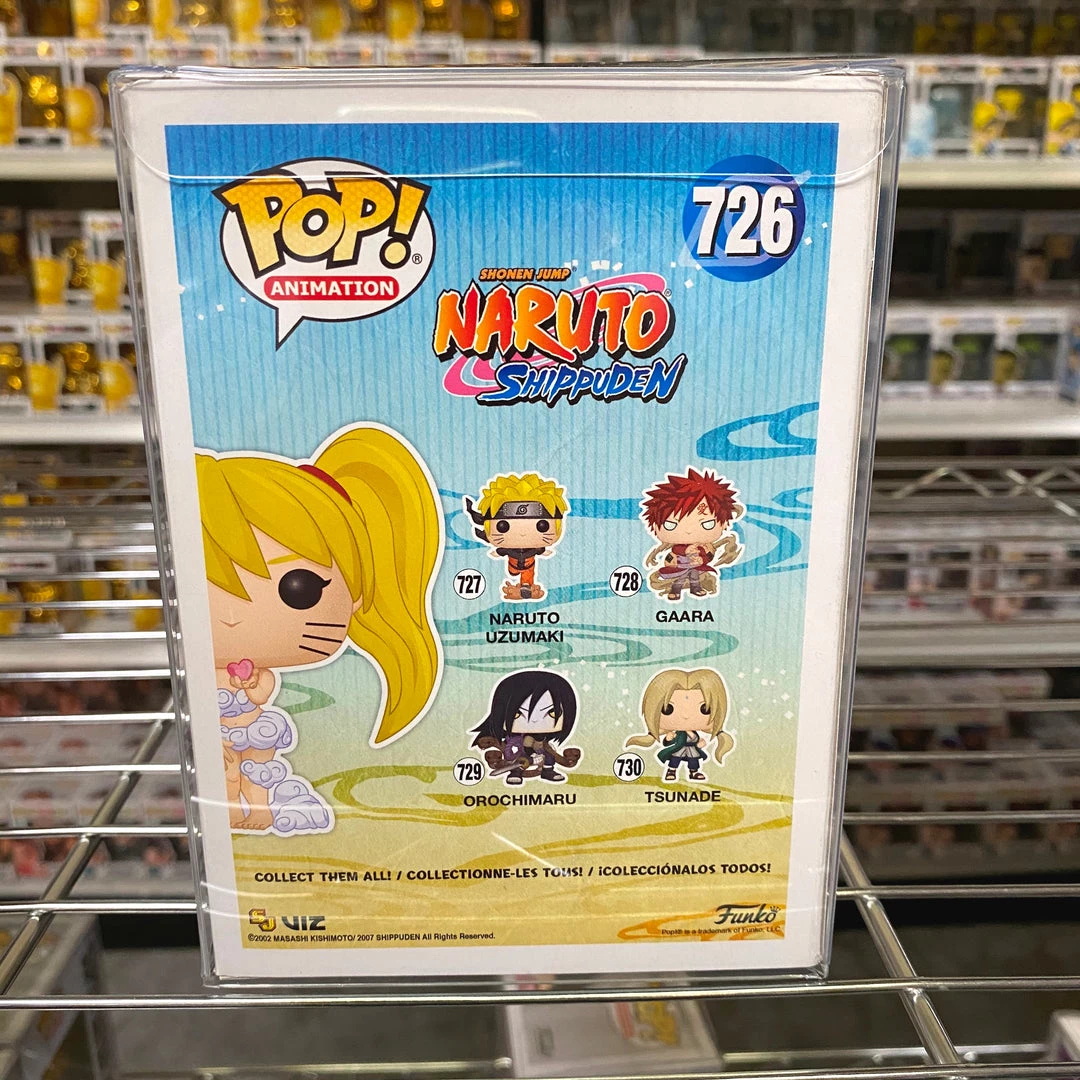 POP!®
ANIMATION
726
SHONEN JUMP®
NARUTO®
SHIPPUDEN
727
NARUTO
UZUMAKI
728
GAARA
729
OROCHIMARU
730
TSUNADE
COLLECT THEM ALL! / COLLECTIONNE-LES TOUS! / ¡COLECCIÓNALOS TODOS!
SJ VIZ
©2002 MASASHI KISHIMOTO/ 2007 SHIPPUDEN All Rights Reserved.
Funko
Pop!® is a trademark of Funko, LLC